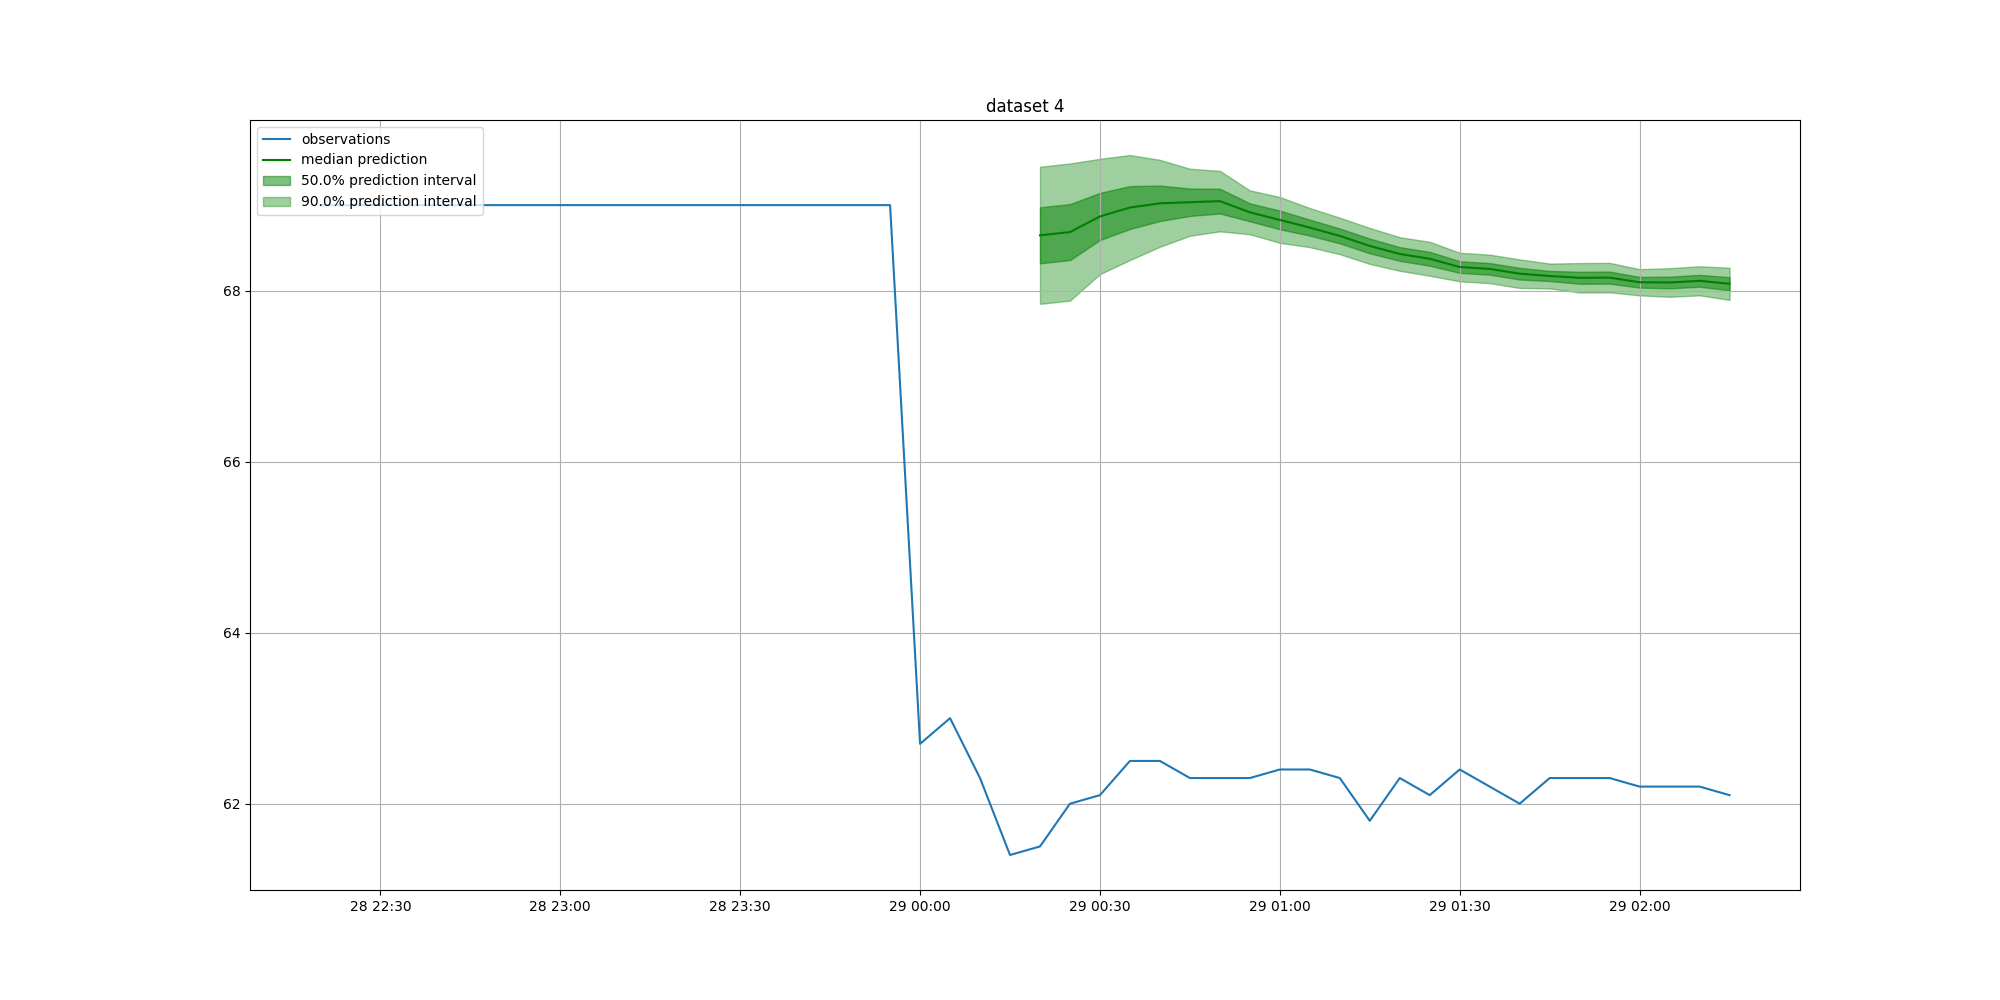 dataset 4
observations
median prediction
50.0% prediction interval
90.0% prediction interval
68
66
64
62
28 22:30 28 23:00 28 23:30 29 00:00 29 00:30 29 01:00 29 01:30 29 02:00